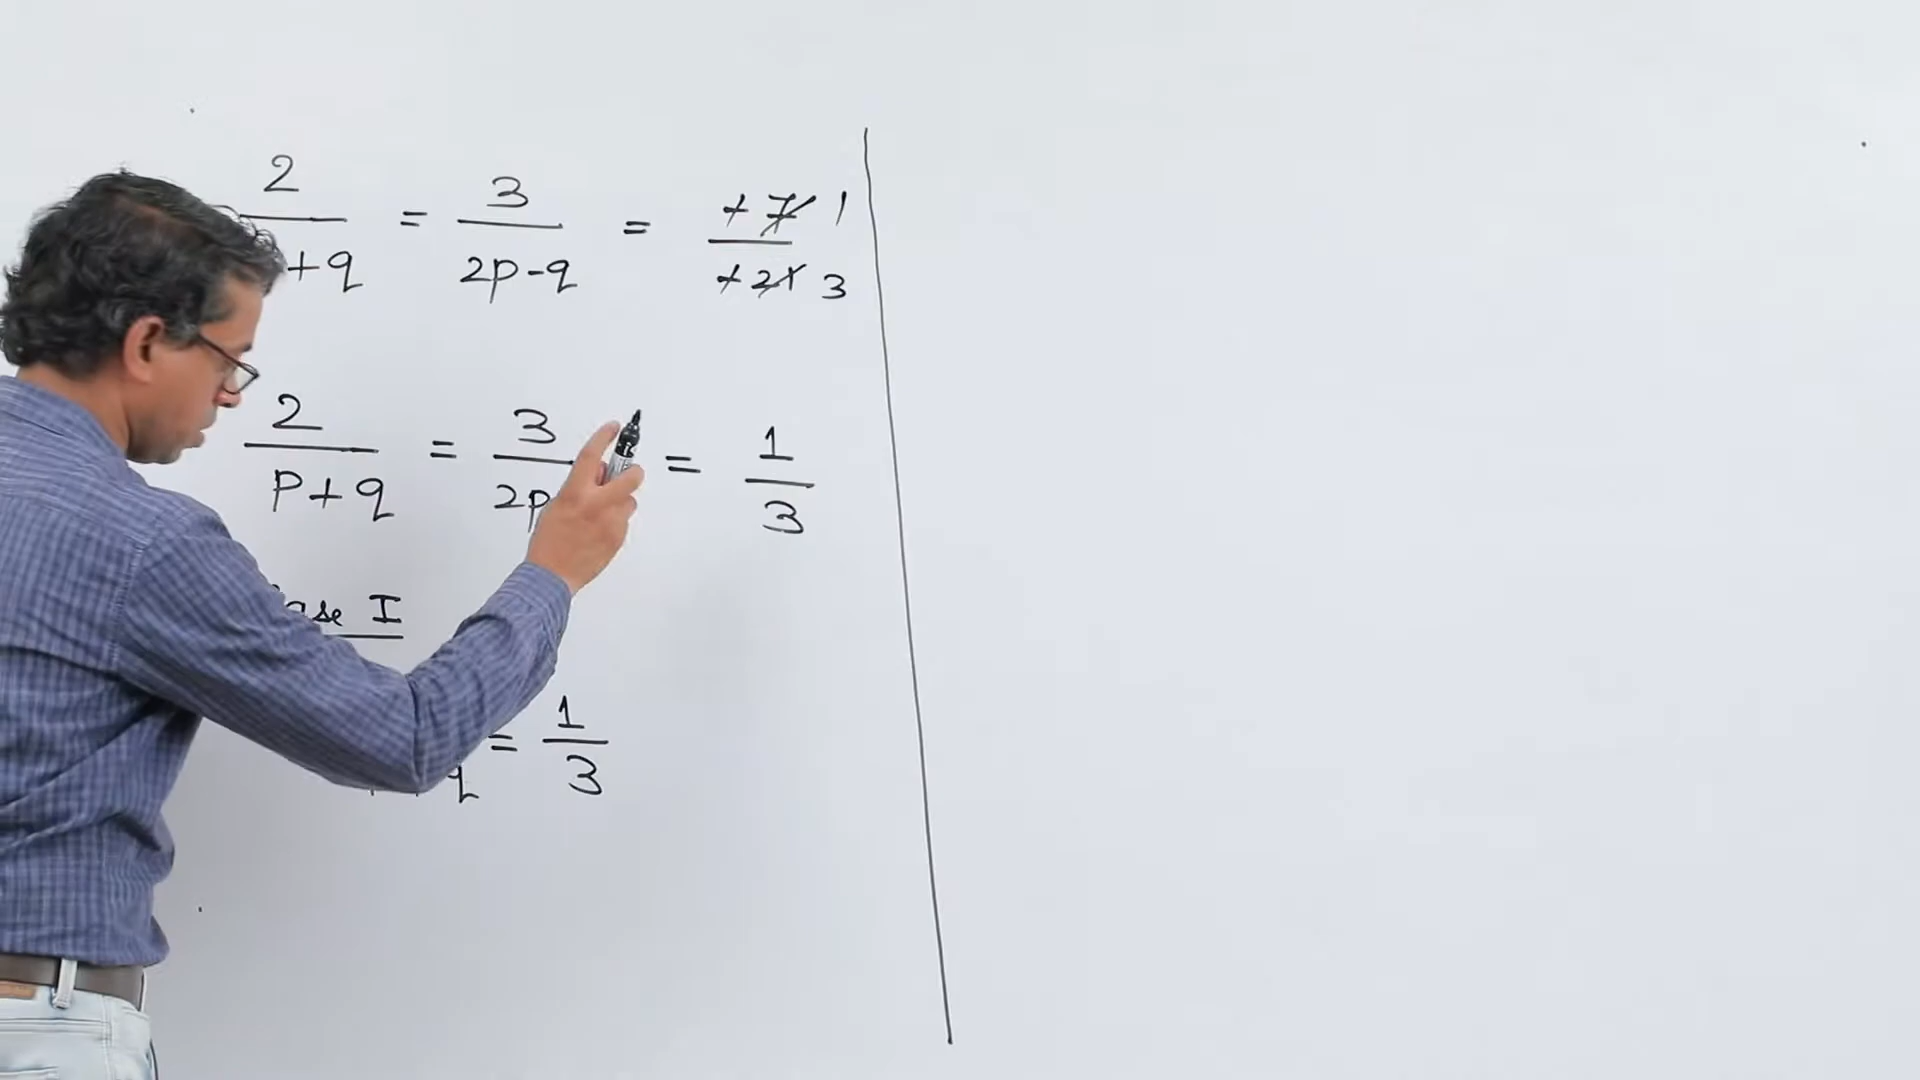 2 / +q = 3 / 2p-q = +7 1 / +21 3
2 / p+q = 3 / 2p = 1 / 3
ase I
q = 1 / 3